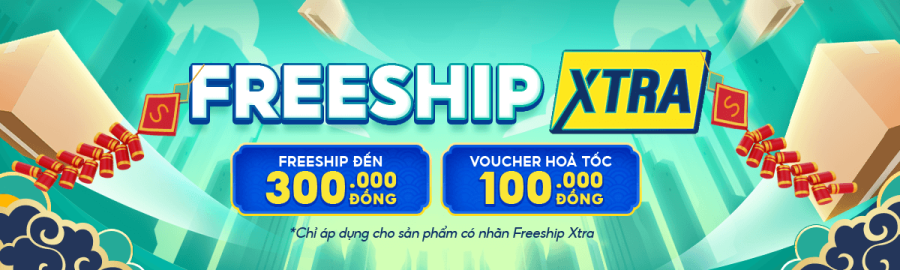 FREESHIP XTRA
FREESHIP ĐẾN
300.000 ĐỒNG
VOUCHER HOẢ TỐC
100.000 ĐỒNG
*Chỉ áp dụng cho sản phẩm có nhãn Freeship Xtra